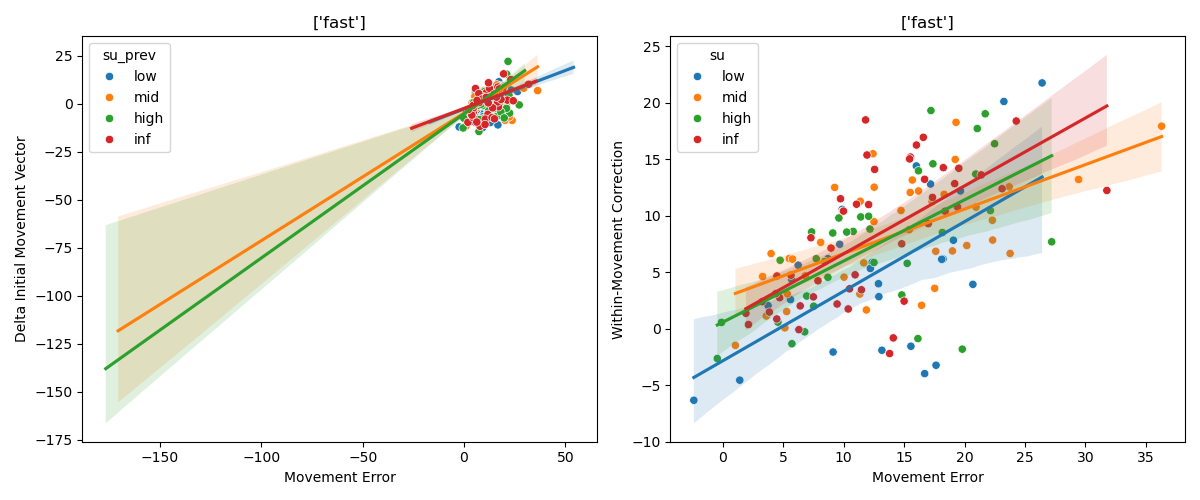 ['fast']
25
0
−25
−50
−75
−100
−125
−150
−175
Delta Initial Movement Vector
su_prev
low
mid
high
inf
−150
−100
−50
0
50
Movement Error
['fast']
25
20
15
10
5
0
−5
−10
Within-Movement Correction
su
low
mid
high
inf
0
5
10
15
20
25
30
35
Movement Error